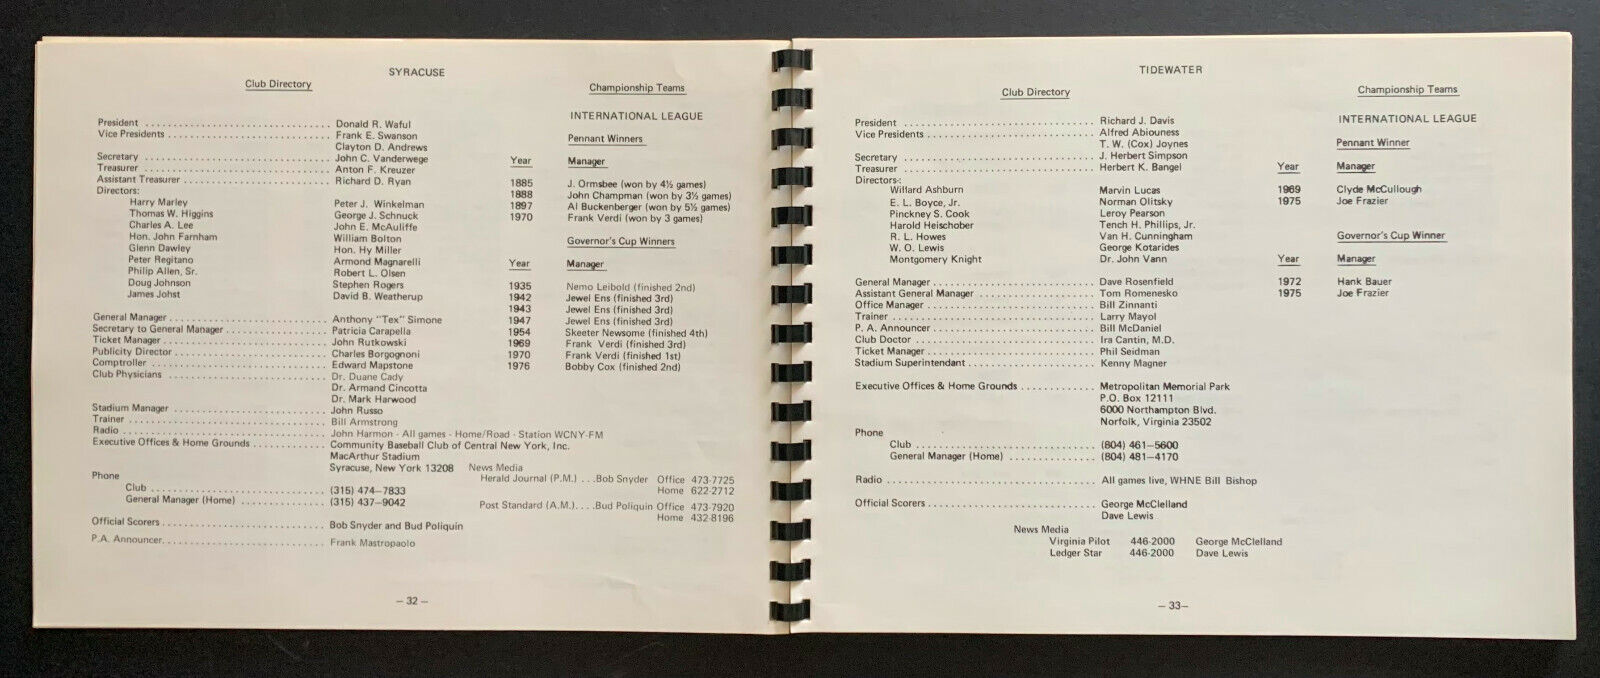 SYRACUSE
Club Directory
President ............................... Donald R. Waful
Vice Presidents ........................... Frank E. Swanson
Clayton D. Andrews
Secretary ............................... John C. Vanderwege
Treasurer ............................... Anton F. Kreuzer
Assistant Treasurer ......................... Richard D. Ryan
Directors:
Harry Marley Peter J. Winkelman
Thomas W. Higgins George J. Schnuck
Charles A. Lee John E. McAuliffe
Hon. John Farnham William Bolton
Glenn Dawley Hon. Hy Miller
Peter Regitano Armond Magnarelli
Philip Allen, Sr. Robert L. Olsen
Doug Johnson Stephen Rogers
James Johst David B. Weatherup
General Manager ........................... Anthony "Tex" Simone
Secretary to General Manager ................. Patricia Carapella
Ticket Manager ........................... John Rutkowski
Publicity Director .......................... Charles Borgognoni
Comptroller ............................. Edward Mapstone
Club Physicians ........................... Dr. Duane Cady
Dr. Armand Cincotta
Dr. Mark Harwood
Stadium Manager .......................... John Russo
Trainer ................................. Bill Armstrong
Radio .................................. John Harmon - All games - Home/Road - Station WCNY-FM
Executive Offices & Home Grounds ............ Community Baseball Club of Central New York, Inc.
MacArthur Stadium
Syracuse, New York 13208
Phone
Club ............................. (315) 474-7833
General Manager (Home) ............... (315) 437-9042
Official Scorers ............................ Bob Snyder and Bud Poliquin
P.A. Announcer............................ Frank Mastropaolo
News Media
Herald Journal (P.M.) ...Bob Snyder Office 473-7725
Home 622-2712
Post Standard (A.M.)....Bud Poliquin Office 473-7920
Home 432-8196
Championship Teams
INTERNATIONAL LEAGUE
Pennant Winners
Year Manager
1885 J. Ormsbee (won by 4½ games)
1888 John Champman (won by 3½ games)
1897 Al Buckenberger (won by 5½ games)
1970 Frank Verdi (won by 3 games)
Governor's Cup Winners
Year Manager
1935 Nemo Leibold (finished 2nd)
1942 Jewel Ens (finished 3rd)
1943 Jewel Ens (finished 3rd)
1947 Jewel Ens (finished 3rd)
1954 Skeeter Newsome (finished 4th)
1969 Frank Verdi (finished 3rd)
1970 Frank Verdi (finished 1st)
1976 Bobby Cox (finished 2nd)
- 32 -
TIDEWATER
Club Directory
President ............................... Richard J. Davis
Vice Presidents ........................... Alfred Abiouness
T. W. (Cox) Joynes
Secretary ............................... J. Herbert Simpson
Treasurer ............................... Herbert K. Bangel
Directors:
Willard Ashburn Marvin Lucas
E. L. Boyce, Jr. Norman Olitsky
Pinckney S. Cook Leroy Pearson
Harold Heischober Tench H. Phillips, Jr.
R. L. Howes Van H. Cunningham
W. O. Lewis George Kotarides
Montgomery Knight Dr. John Vann
General Manager .......................... Dave Rosenfield
Assistant General Manager .................. Tom Romenesko
Office Manager ........................... Bill Zinnanti
Trainer ................................. Larry Mayol
P. A. Announcer .......................... Bill McDaniel
Club Doctor ............................. Ira Cantin, M.D.
Ticket Manager ........................... Phil Seidman
Stadium Superintendant .................... Kenny Magner
Executive Offices & Home Grounds ............ Metropolitan Memorial Park
P.O. Box 12111
6000 Northampton Blvd.
Norfolk, Virginia 23502
Phone
Club ............................. (804) 461-5600
General Manager (Home) .............. (804) 481-4170
Radio .................................. All games live, WHNE Bill Bishop
Official Scorers ........................... George McClelland
Dave Lewis
News Media
Virginia Pilot 446-2000 George McClelland
Ledger Star 446-2000 Dave Lewis
Championship Teams
INTERNATIONAL LEAGUE
Pennant Winner
Year Manager
1969 Clyde McCullough
1975 Joe Frazier
Governor's Cup Winner
Year Manager
1972 Hank Bauer
1975 Joe Frazier
- 33-